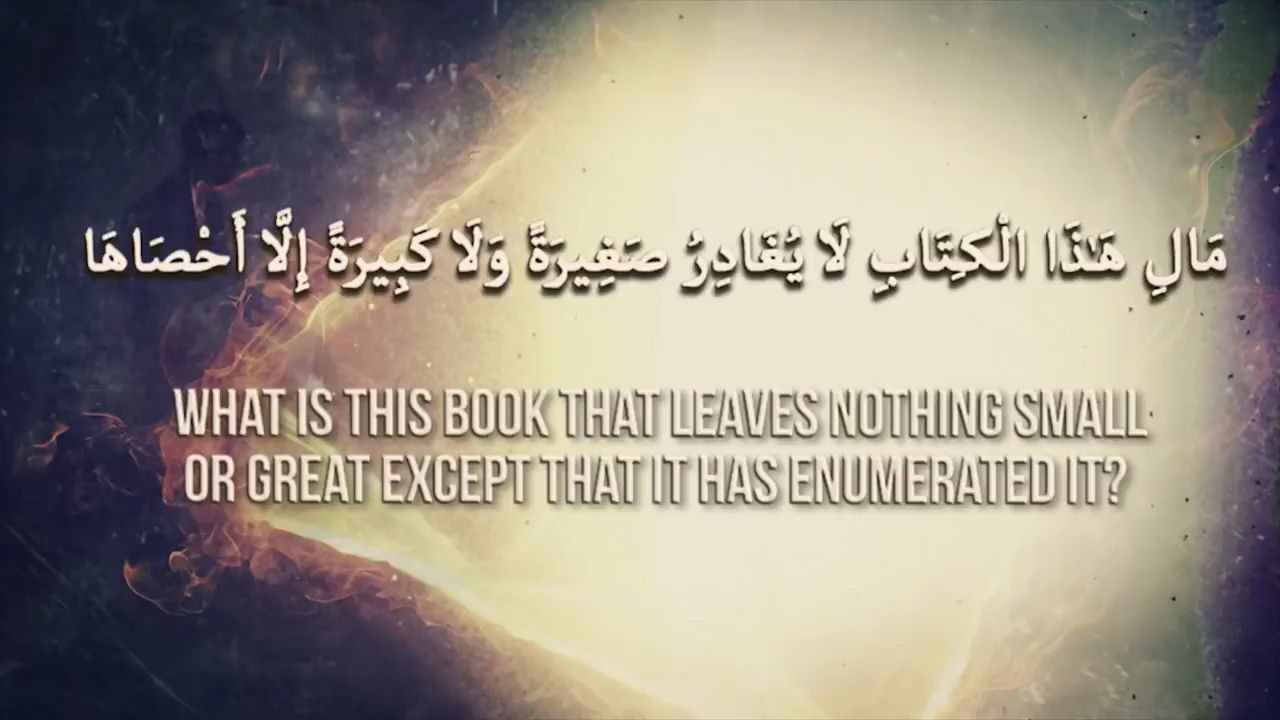 مَالِ هَٰذَا الْكِتَابِ لَا يُغَادِرُ صَغِيرَةً وَلَا كَبِيرَةً إِلَّا أَحْصَاهَا
WHAT IS THIS BOOK THAT LEAVES NOTHING SMALL
OR GREAT EXCEPT THAT IT HAS ENUMERATED IT?